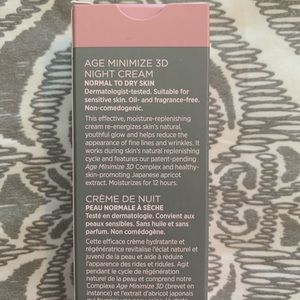 AGE MINIMIZE 3D
NIGHT CREAM
NORMAL TO DRY SKIN
Dermatologist-tested. Suitable for
sensitive skin. Oil- and fragrance-free.
Non-comedogenic.
This effective, moisture-replenishing
cream re-energizes skin's natural,
youthful glow and helps reduce the
appearance of fine lines and wrinkles. It
works during skin's natural replenishing
cycle and features our patent-pending
Age Minimize 3D Complex and healthy-
skin-promoting Japanese apricot
extract. Moisturizes for 12 hours.
CRÈME DE NUIT
PEAU NORMALE À SÈCHE
Testé en dermatologie. Convient aux
peaux sensibles. Sans huile et sans
parfum. Non comédogène.
Cette efficace crème hydratante et
régénératrice revitalise l'éclat naturel et
juvénil de la peau et aide à réduire
l'apparence des rides et ridules. Agit
pendant le cycle de régénération
naturel de la peau et comprend notre
Complexe Age Minimize 3D (brevet en
instance) et l'extrait d'abricot japonais